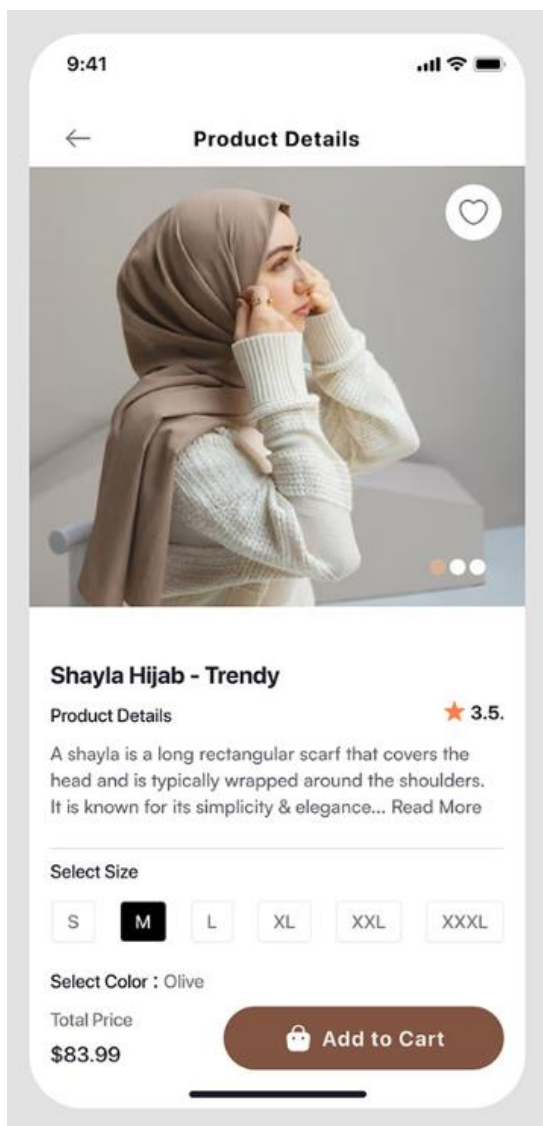 9:41
Product Details
Shayla Hijab - Trendy
Product Details
3.5.
A shayla is a long rectangular scarf that covers the
head and is typically wrapped around the shoulders.
It is known for its simplicity & elegance... Read More
Select Size
S M L XL XXL XXXL
Select Color : Olive
Total Price
$83.99
Add to Cart